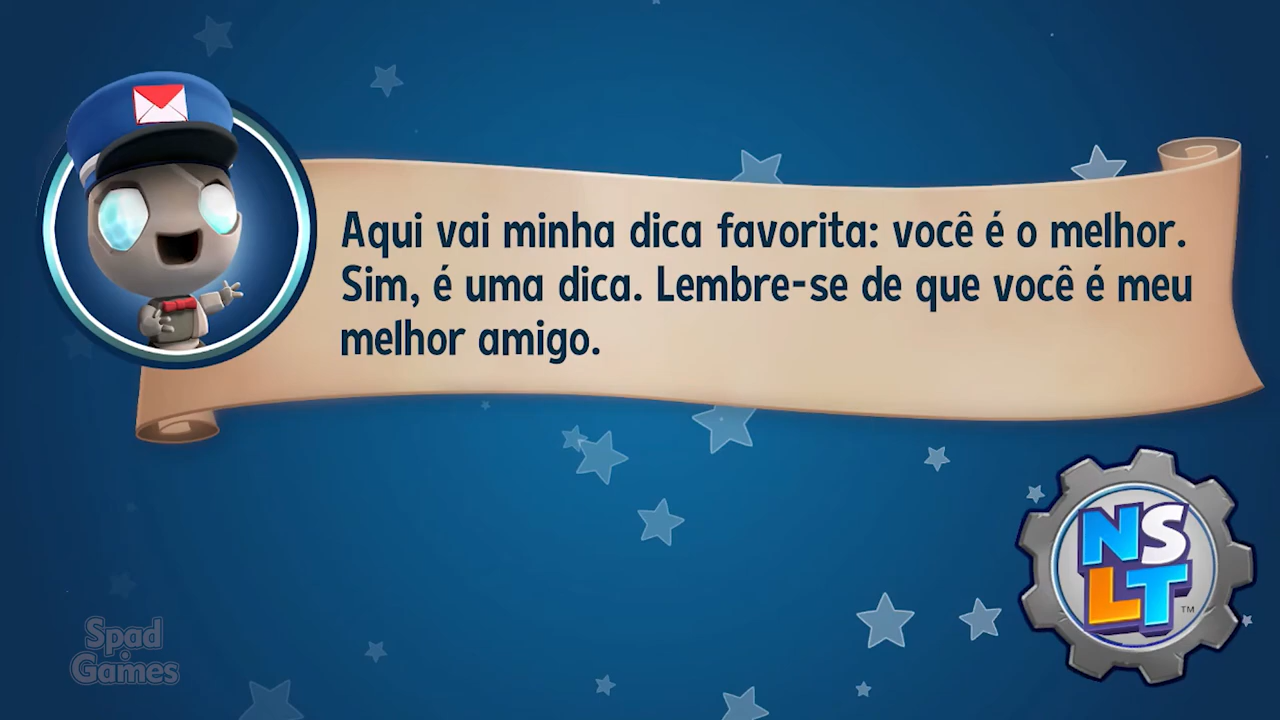 Aqui vai minha dica favorita: você é o melhor.
Sim, é uma dica. Lembre-se de que você é meu
melhor amigo.
NS
LT
TM
Spad
Games